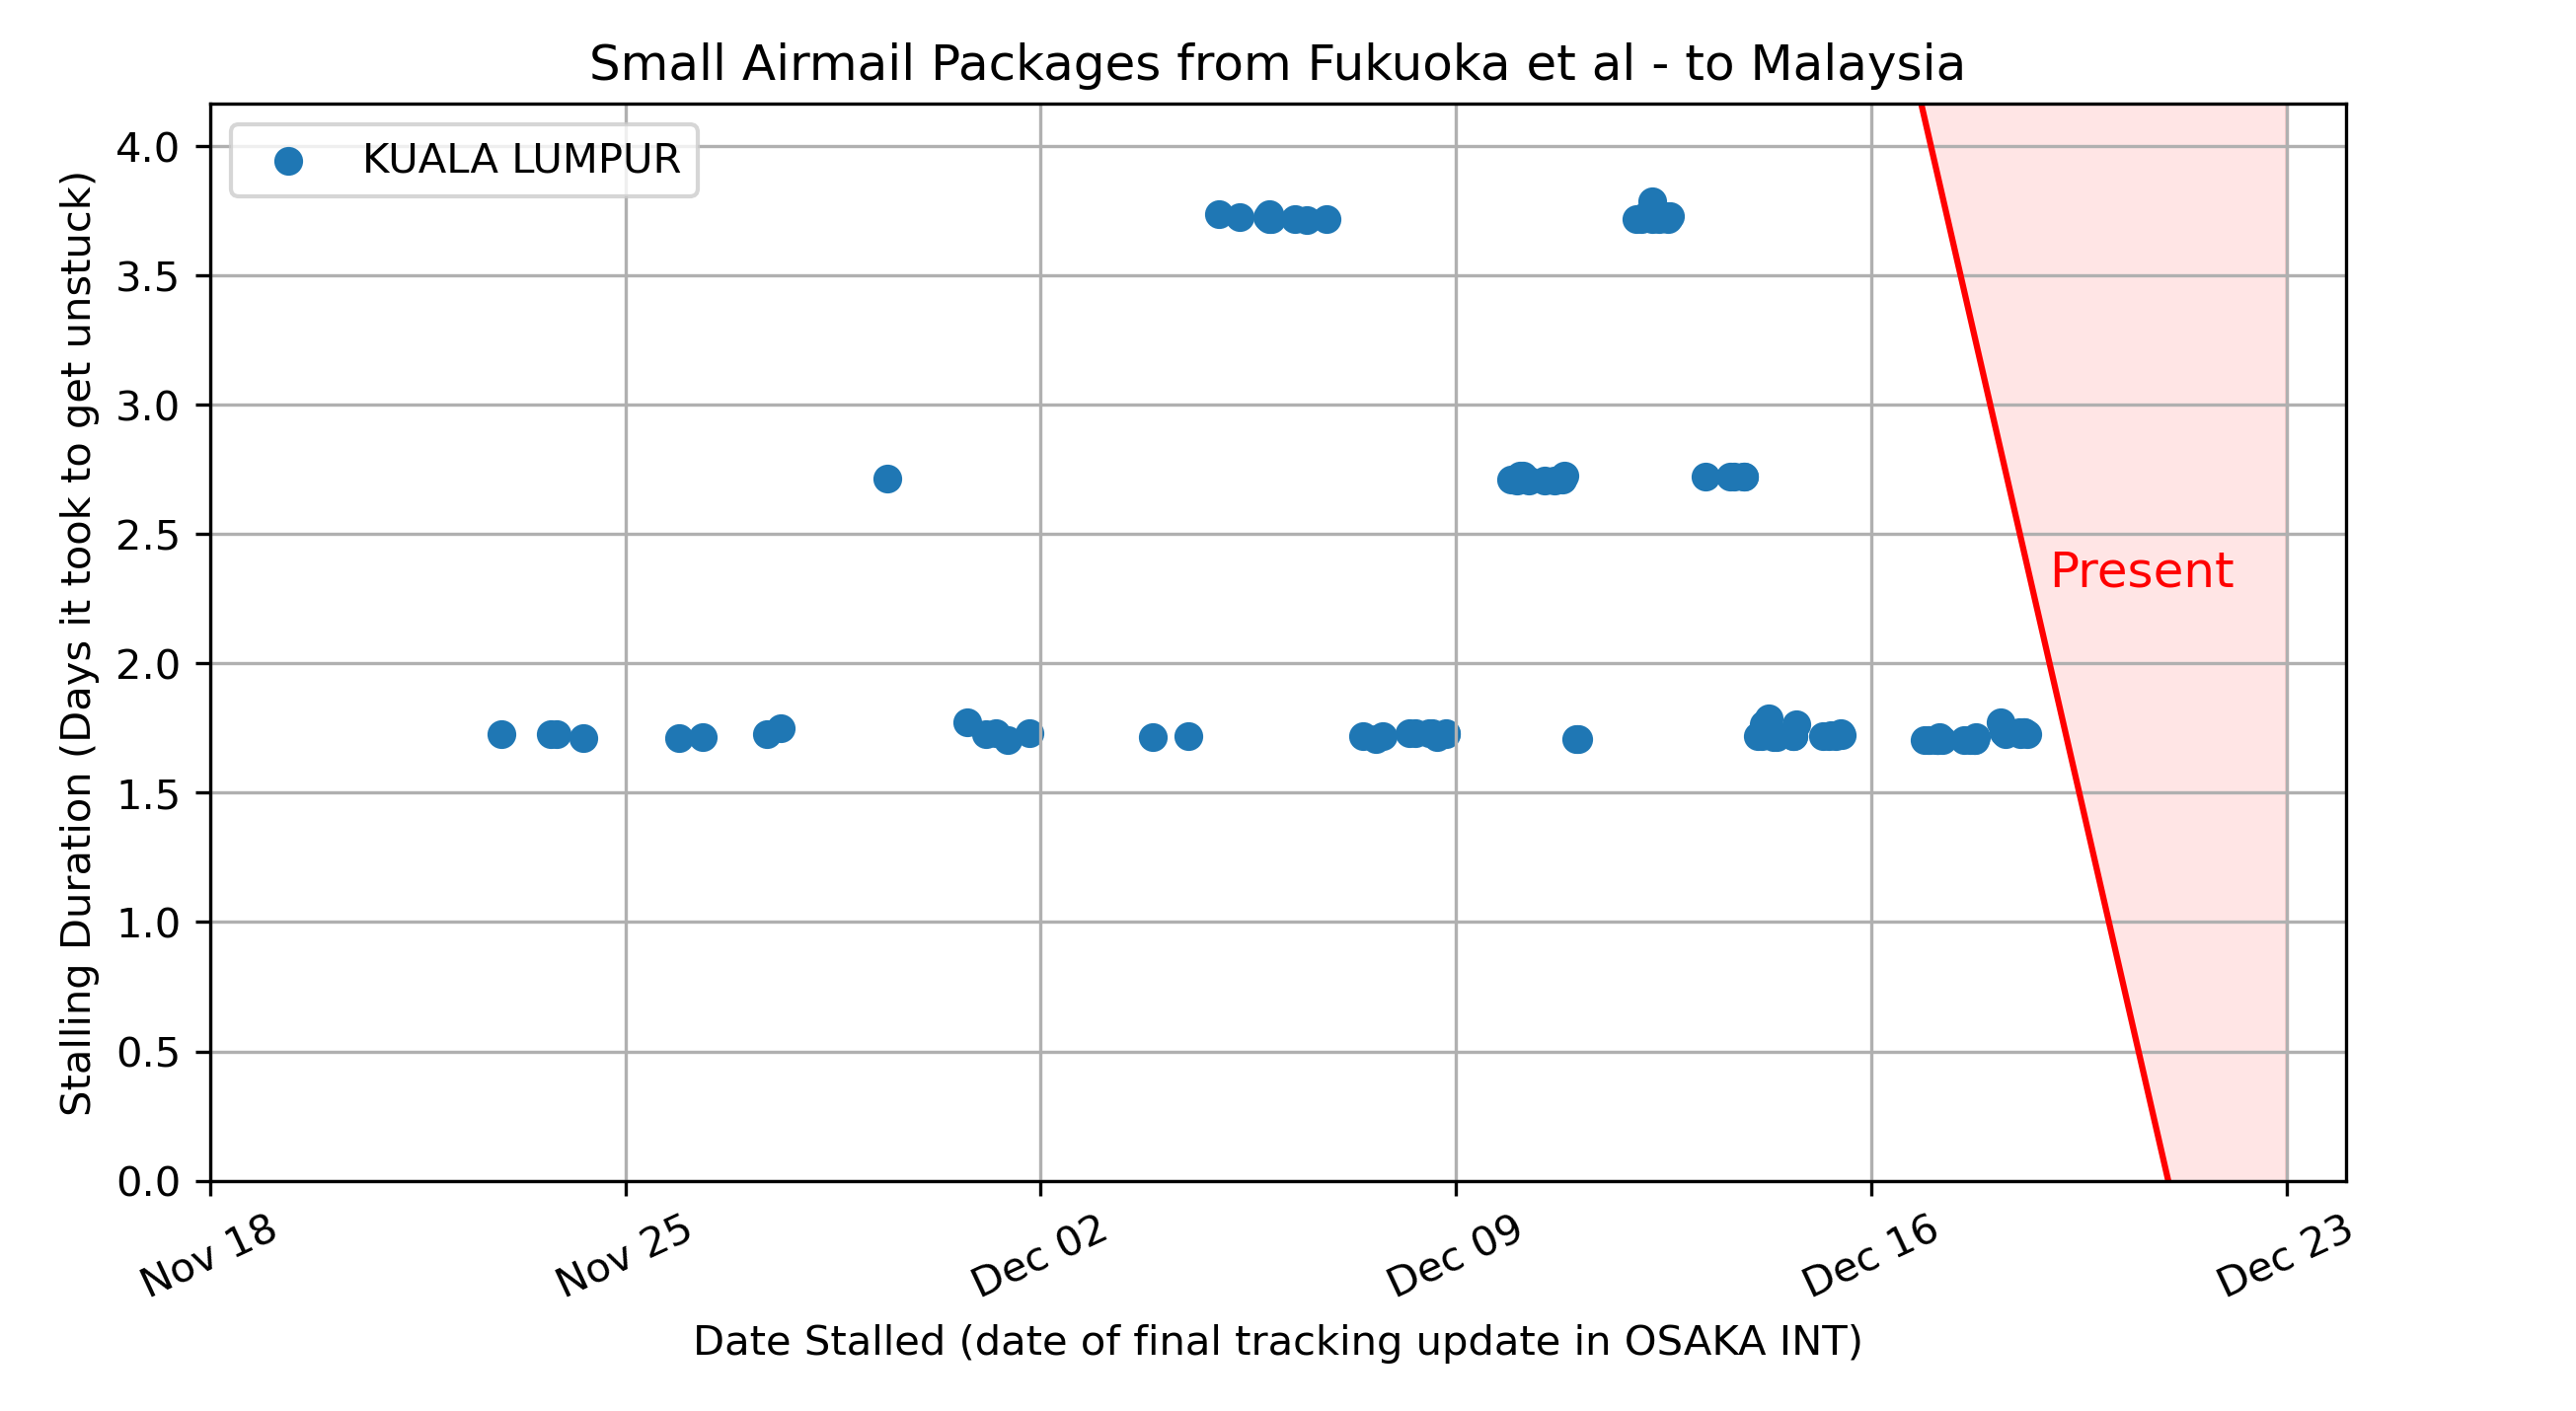 Small Airmail Packages from Fukuoka et al - to Malaysia
KUALA LUMPUR
Stalling Duration (Days it took to get unstuck)
4.0
3.5
3.0
2.5
2.0
1.5
1.0
0.5
0.0
Present
Nov 18
Nov 25
Dec 02
Dec 09
Dec 16
Dec 23
Date Stalled (date of final tracking update in OSAKA INT)